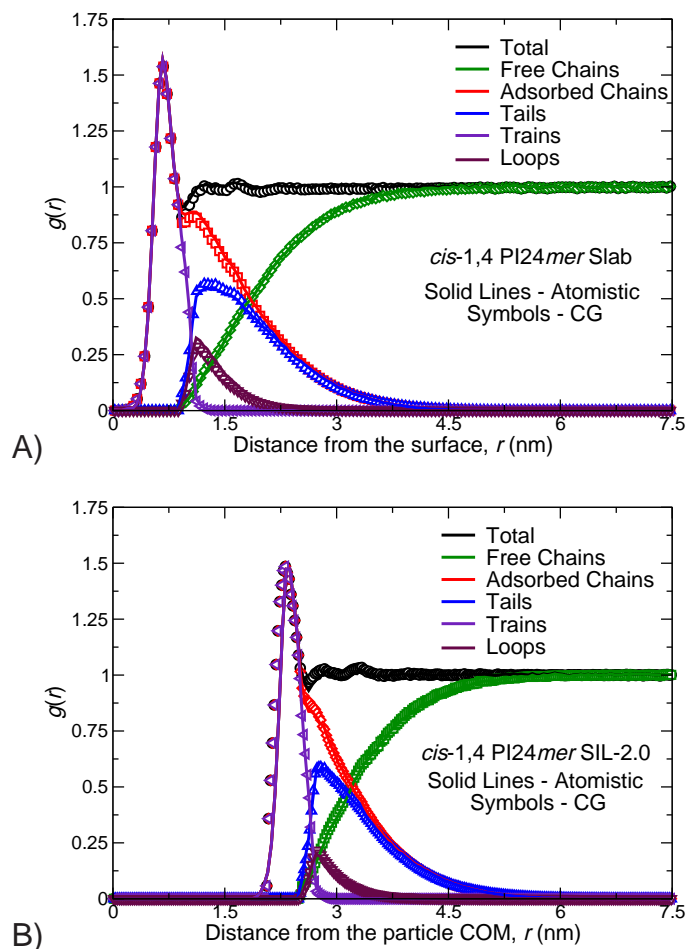 1.75
Total
Free Chains
Adsorbed Chains
Tails
Trains
Loops
1.5
1.25
1
0.75
0.5
0.25
0
g(r)
cis-1,4 PI24mer Slab
Solid Lines - Atomistic
Symbols - CG
0 1.5 3 4.5 6 7.5
Distance from the surface, r (nm)
A)
1.75
Total
Free Chains
Adsorbed Chains
Tails
Trains
Loops
1.5
1.25
1
0.75
0.5
0.25
0
g(r)
cis-1,4 PI24mer SIL-2.0
Solid Lines - Atomistic
Symbols - CG
0 1.5 3 4.5 6 7.5
Distance from the particle COM, r (nm)
B)